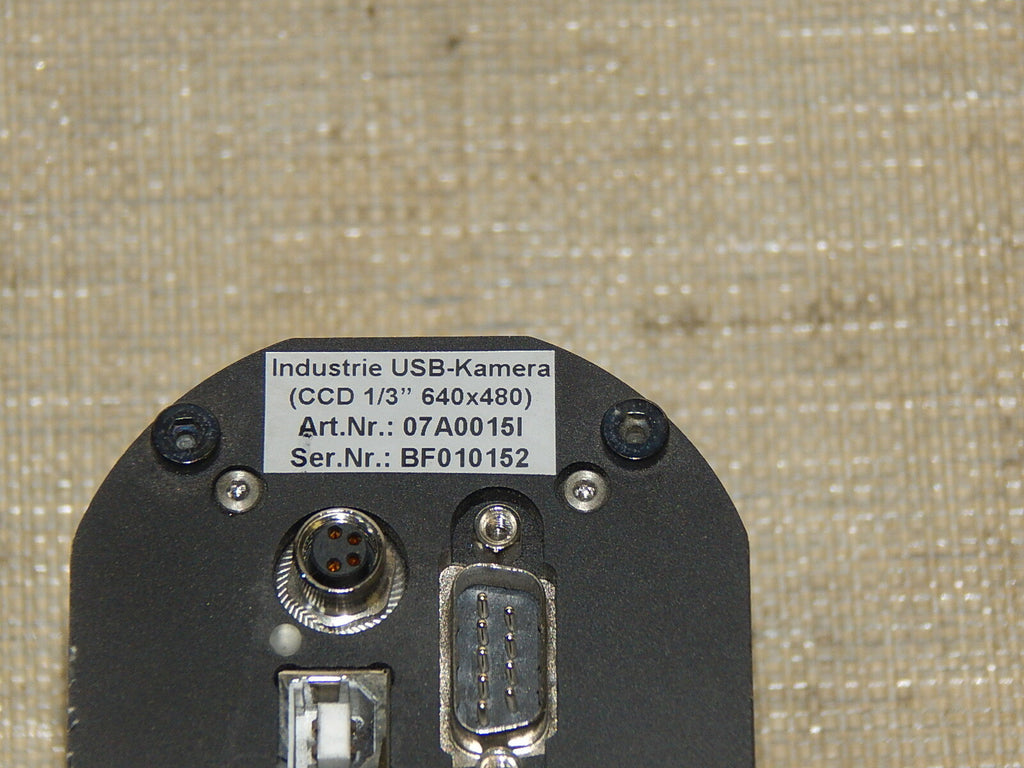 Industrie USB-Kamera
(CCD 1/3” 640x480)
Art.Nr.: 07A0015I
Ser.Nr.: BF010152